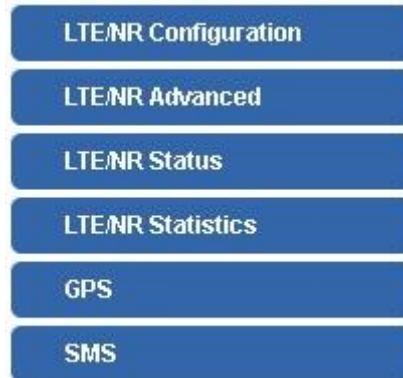 LTE/NR Configuration
LTE/NR Advanced
LTE/NR Status
LTE/NR Statistics
GPS
SMS